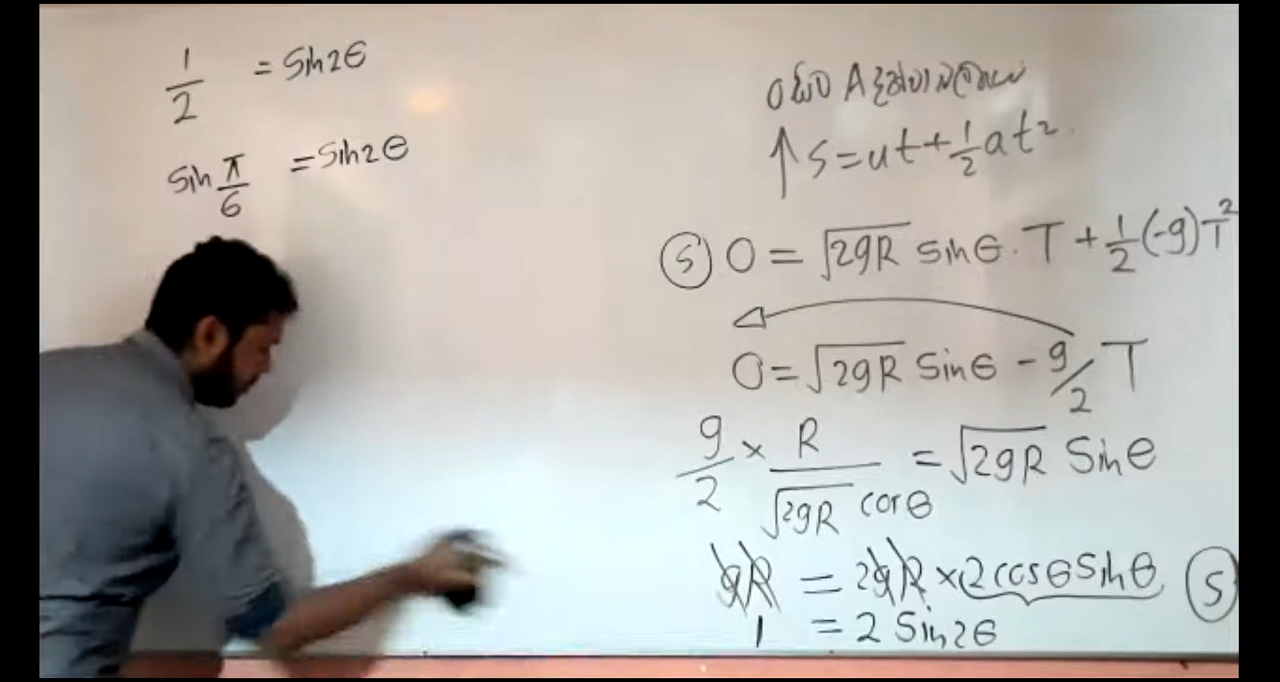 1/2 = Sin2θ
Sin π/6 = Sin2θ
A
↑ S = ut + 1/2 at²
(5) 0 = √2gR sinθ . T + 1/2 (-g) T²
0 = √2gR Sinθ - g/2 T
g/2 × R/(√2gR cosθ) = √2gR Sinθ
gR = 2gR × 2cosθSinθ (5)
1 = 2 Sin2θ